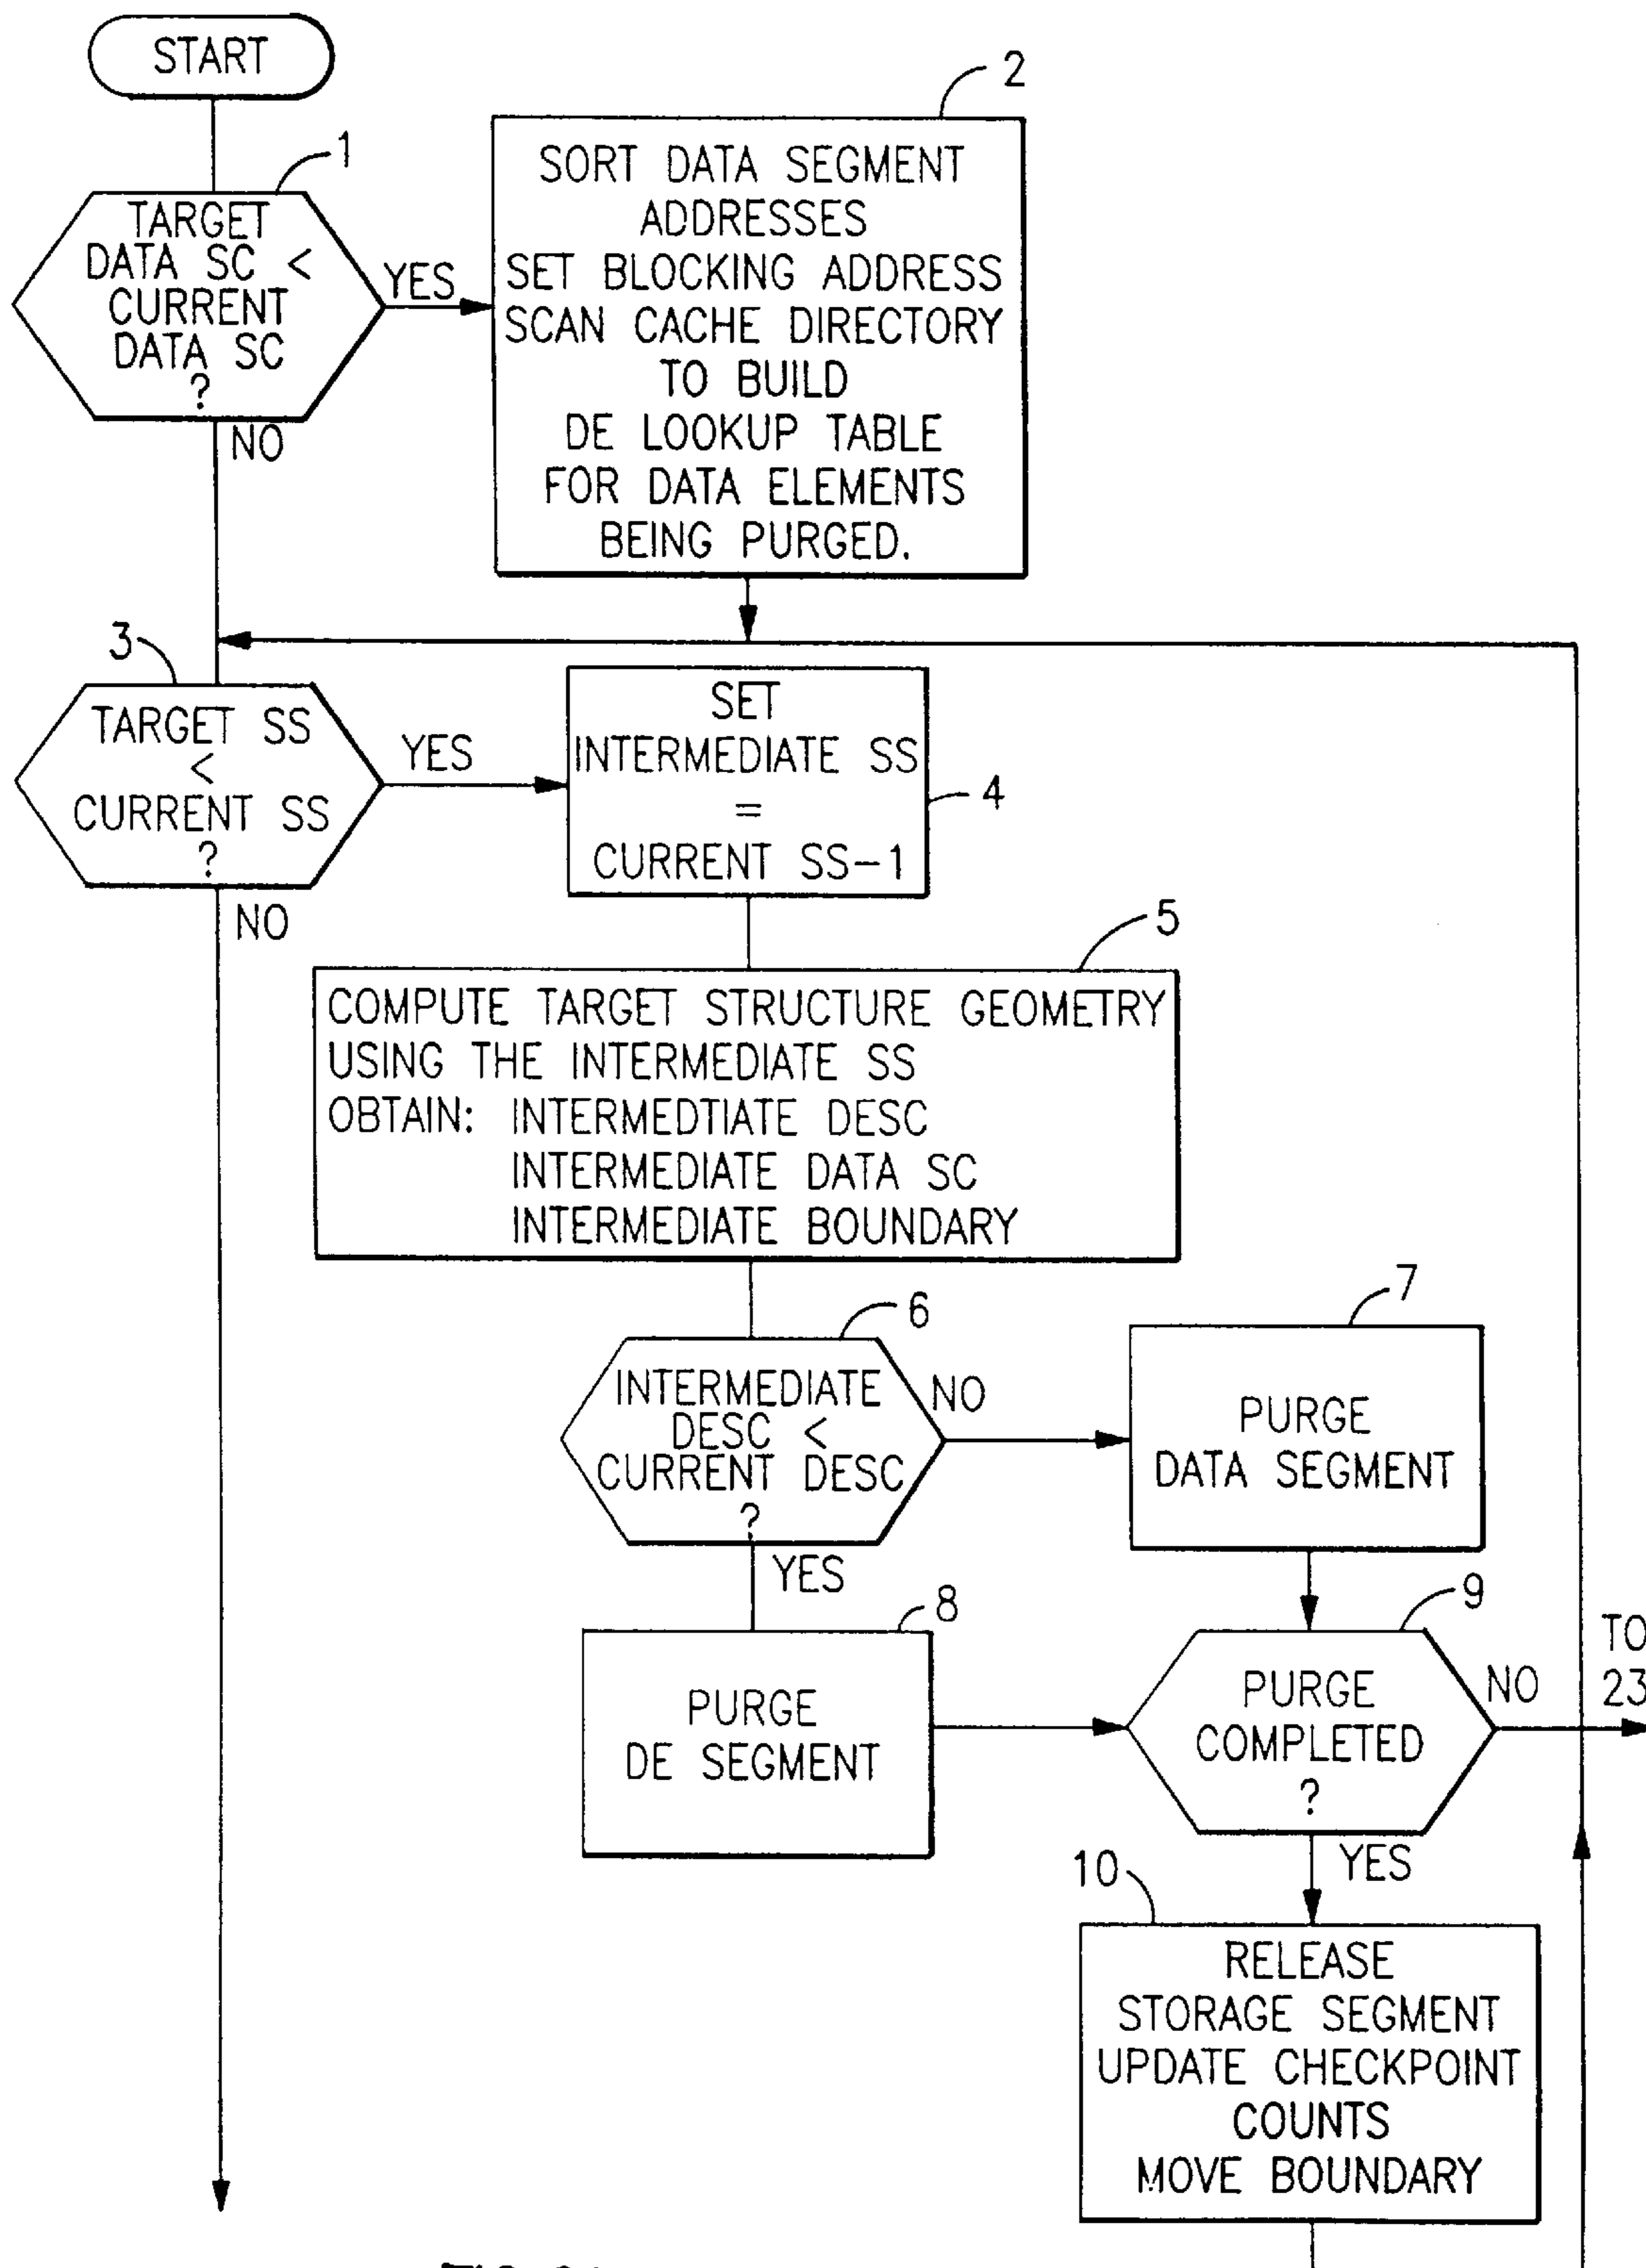 START
1
TARGET
DATA SC <
CURRENT
DATA SC
?
YES
NO
2
SORT DATA SEGMENT
ADDRESSES
SET BLOCKING ADDRESS
SCAN CACHE DIRECTORY
TO BUILD
DE LOOKUP TABLE
FOR DATA ELEMENTS
BEING PURGED.
3
TARGET SS
<
CURRENT SS
?
YES
NO
SET
INTERMEDIATE SS
=
CURRENT SS-1
4
5
COMPUTE TARGET STRUCTURE GEOMETRY
USING THE INTERMEDIATE SS
OBTAIN: INTERMEDTIATE DESC
INTERMEDIATE DATA SC
INTERMEDIATE BOUNDARY
6
INTERMEDIATE
DESC <
CURRENT DESC
?
NO
YES
7
PURGE
DATA SEGMENT
8
PURGE
DE SEGMENT
9
PURGE
COMPLETED
?
NO
TO
23
YES
10
RELEASE
STORAGE SEGMENT
UPDATE CHECKPOINT
COUNTS
MOVE BOUNDARY